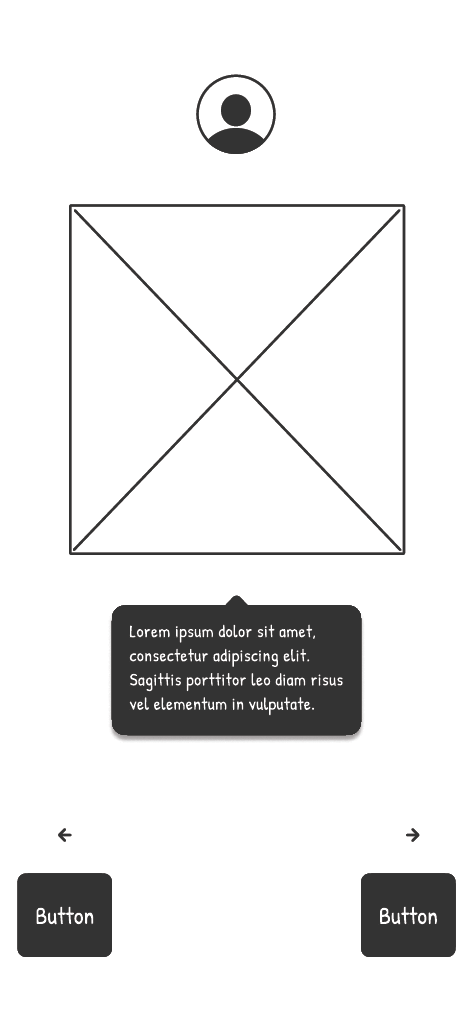 Lorem ipsum dolor sit amet,
consectetur adipiscing elit.
Sagittis porttitor leo diam risus
vel elementum in vulputate.
Button
Button